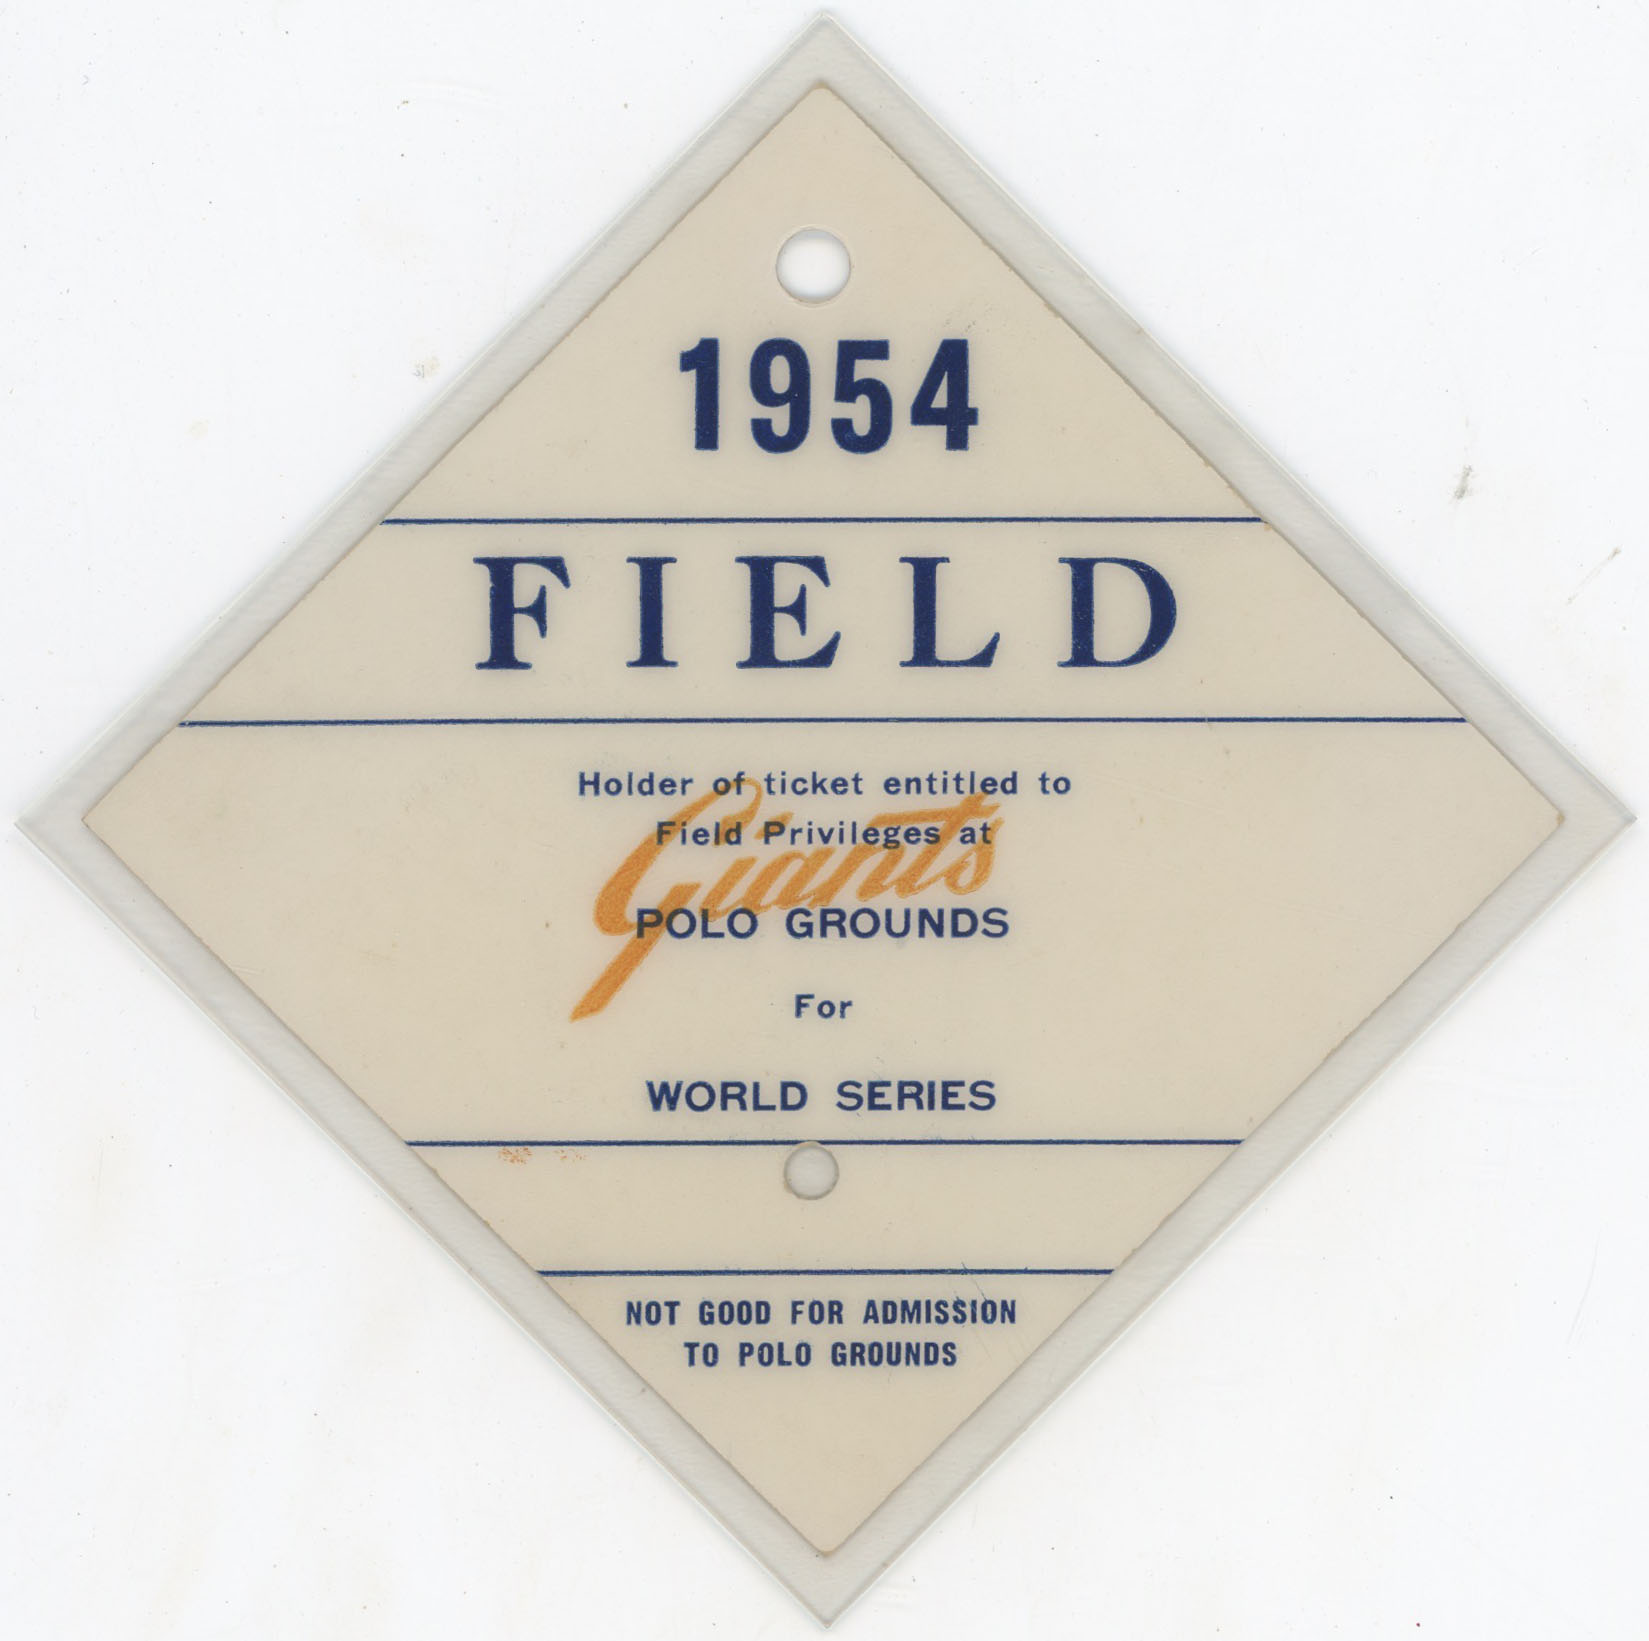 1954
FIELD
Holder of ticket entitled to
Giants
Field Privileges at
POLO GROUNDS
For
WORLD SERIES
NOT GOOD FOR ADMISSION
TO POLO GROUNDS